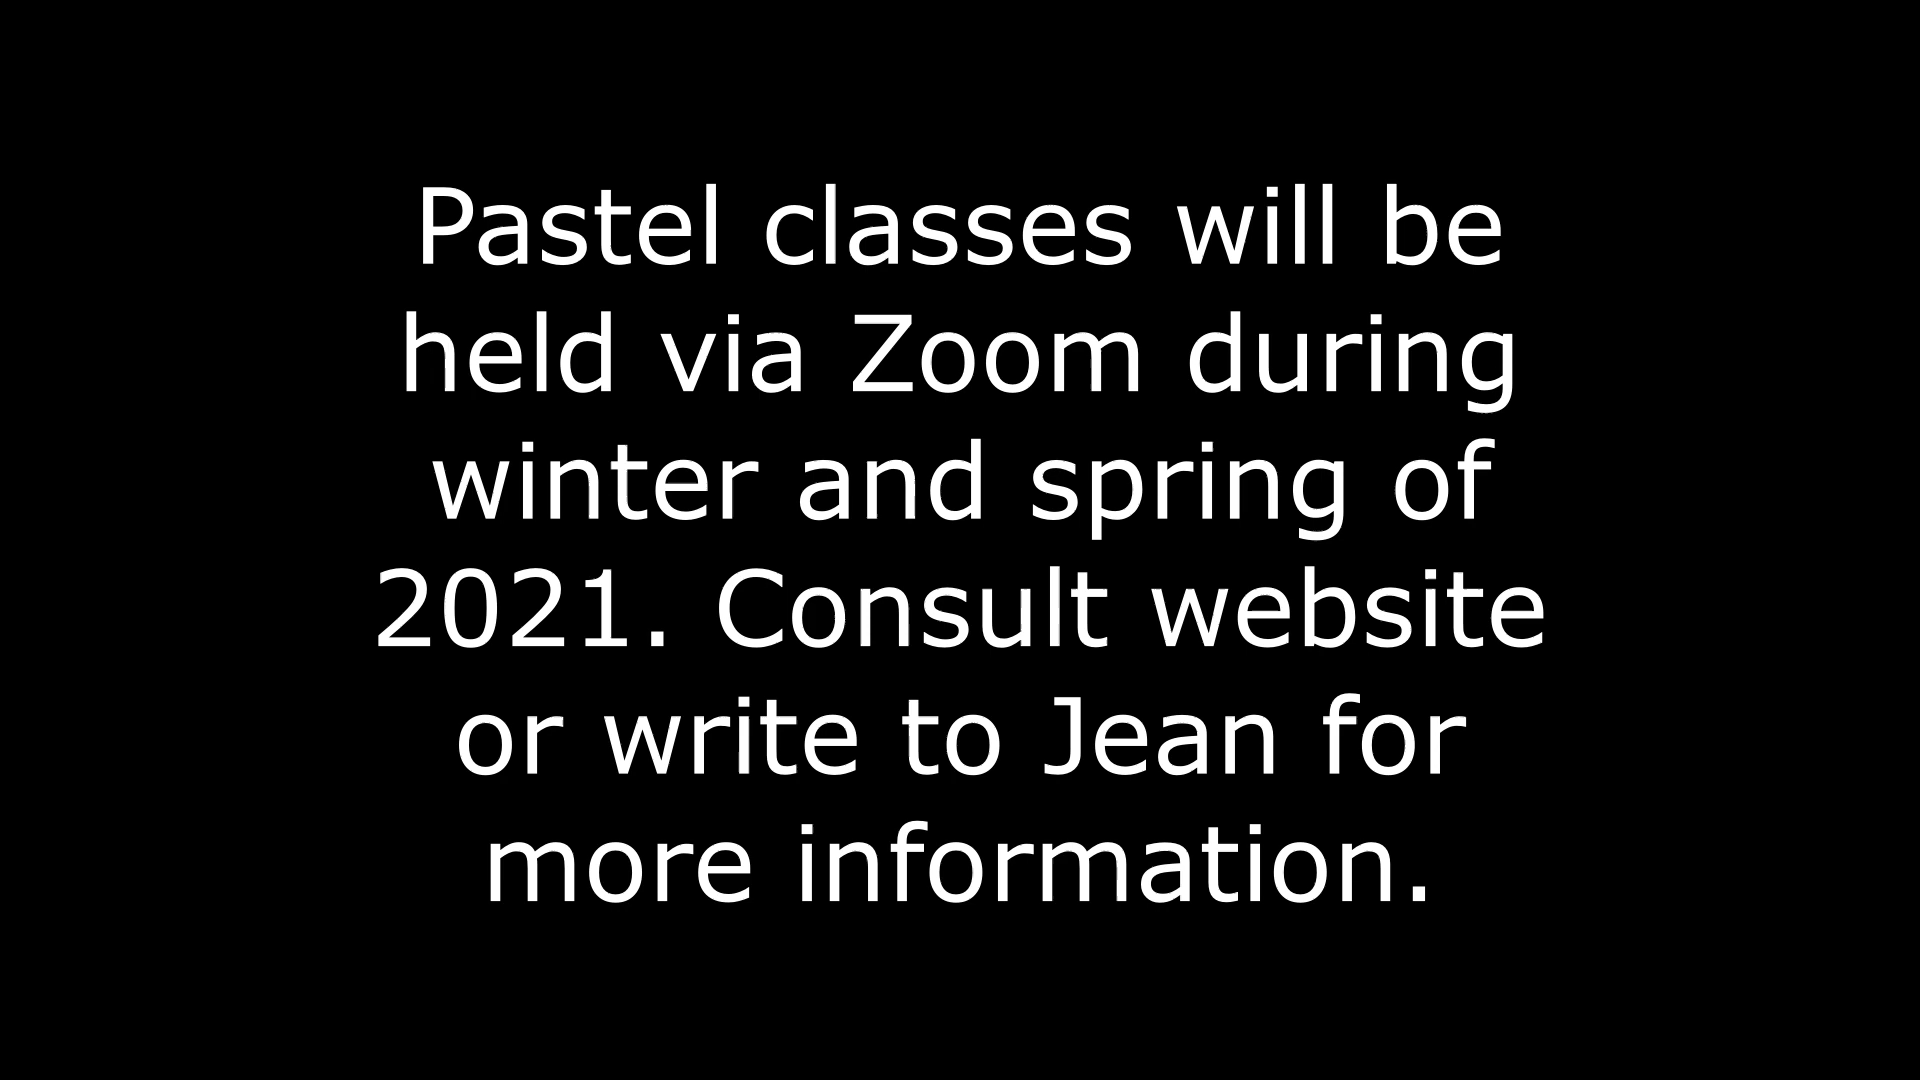 Pastel classes will be
held via Zoom during
winter and spring of
2021. Consult website
or write to Jean for
more information.